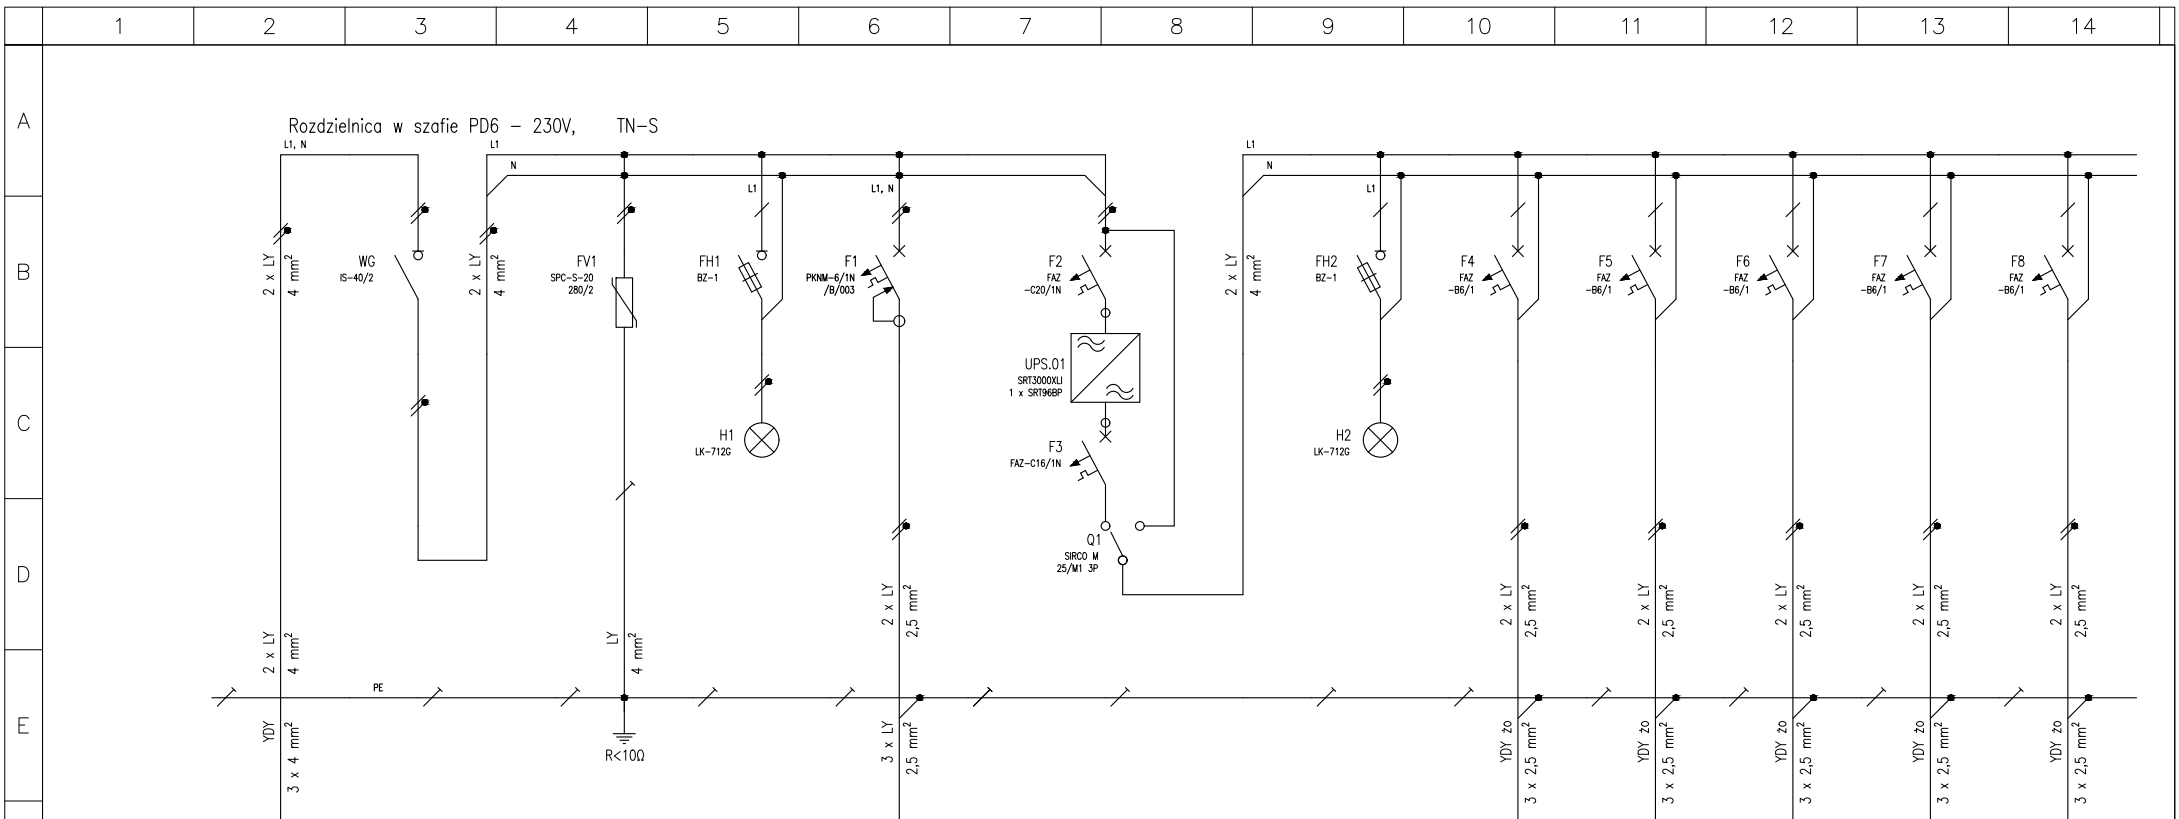 1 2 3 4 5 6 7 8 9 10 11 12 13 14
A
Rozdzielnica w szafie PD6 – 230V, TN–S
L1, N
L1
N
L1
L1, N
L1
N
L1
B
2 x LY
4 mm²
WG
IS–40/2
2 x LY
4 mm²
FV1
SPC–S–20
280/2
FH1
BZ–1
F1
PKNM–6/1N
/B/003
F2
FAZ
–C20/1N
2 x LY
4 mm²
FH2
BZ–1
F4
FAZ
–B6/1
F5
FAZ
–B6/1
F6
FAZ
–B6/1
F7
FAZ
–B6/1
F8
FAZ
–B6/1
UPS.01
SRT3000XLI
1 x SRT96BP
C
H1
LK–712G
F3
FAZ–C16/1N
H2
LK–712G
D
Q1
SIRCO M
25/M1 3P
2 x LY
4 mm²
LY
4 mm²
2 x LY
2,5 mm²
2 x LY
2,5 mm²
2 x LY
2,5 mm²
2 x LY
2,5 mm²
2 x LY
2,5 mm²
2 x LY
2,5 mm²
PE
E
YDY
3 x 4 mm²
R<10Ω
3 x LY
2,5 mm²
YDY żo
3 x 2,5 mm²
YDY żo
3 x 2,5 mm²
YDY żo
3 x 2,5 mm²
YDY żo
3 x 2,5 mm²
YDY żo
3 x 2,5 mm²